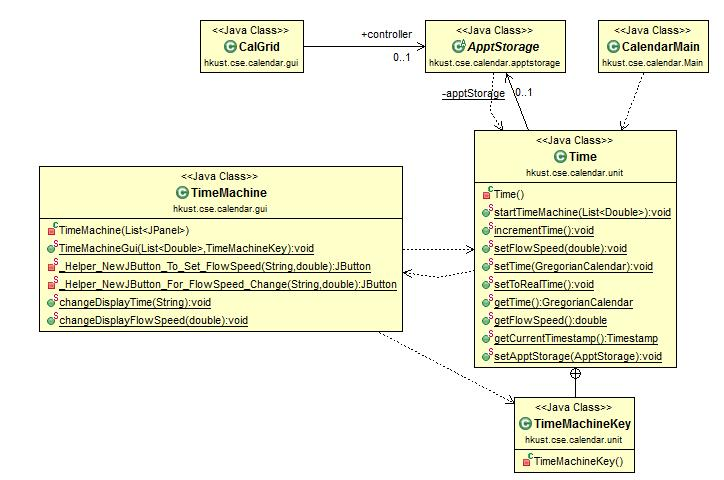 <<Java Class>>
CalGrid
hkust.cse.calendar.gui
+controller
0..1
<<Java Class>>
ApptStorage
hkust.cse.calendar.apptstorage
<<Java Class>>
CalendarMain
hkust.cse.calendar.Main
-apptStorage
0..1
<<Java Class>>
Time
hkust.cse.calendar.unit
Time()
startTimeMachine(List<Double>):void
incrementTime():void
setFlowSpeed(double):void
setTime(GregorianCalendar):void
setToRealTime():void
getTime():GregorianCalendar
getFlowSpeed():double
getCurrentTimestamp():Timestamp
setApptStorage(ApptStorage):void
<<Java Class>>
TimeMachine
hkust.cse.calendar.gui
TimeMachine(List<JPanel>)
TimeMachineGui(List<Double>,TimeMachineKey):void
_Helper_NewJButton_To_Set_FlowSpeed(String,double):JButton
_Helper_NewJButton_For_FlowSpeed_Change(String,double):JButton
changeDisplayTime(String):void
changeDisplayFlowSpeed(double):void
<<Java Class>>
TimeMachineKey
hkust.cse.calendar.unit
TimeMachineKey()